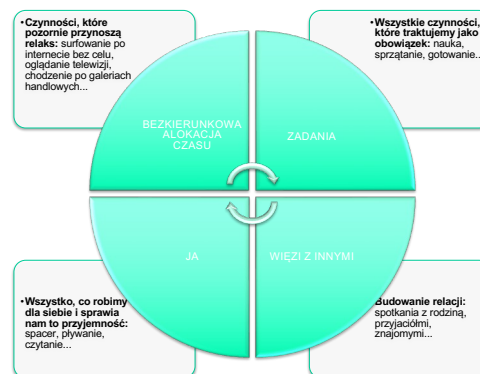 •Czynności, które
pozornie przynoszą
relaks: surfowanie po
internecie bez celu,
oglądanie telewizji,
chodzenie po galeriach
handlowych...
•Wszystkie czynności,
które traktujemy jako
obowiązek: nauka,
sprzątanie, gotowanie...
BEZKIERUNKOWA
ALOKACJA
CZASU
ZADANIA
JA
WIĘZI Z INNYMI
•Wszystko, co robimy
dla siebie i sprawia
nam to przyjemność:
spacer, pływanie,
czytanie...
Budowanie relacji:
spotkania z rodziną,
przyjaciółmi,
znajomymi...